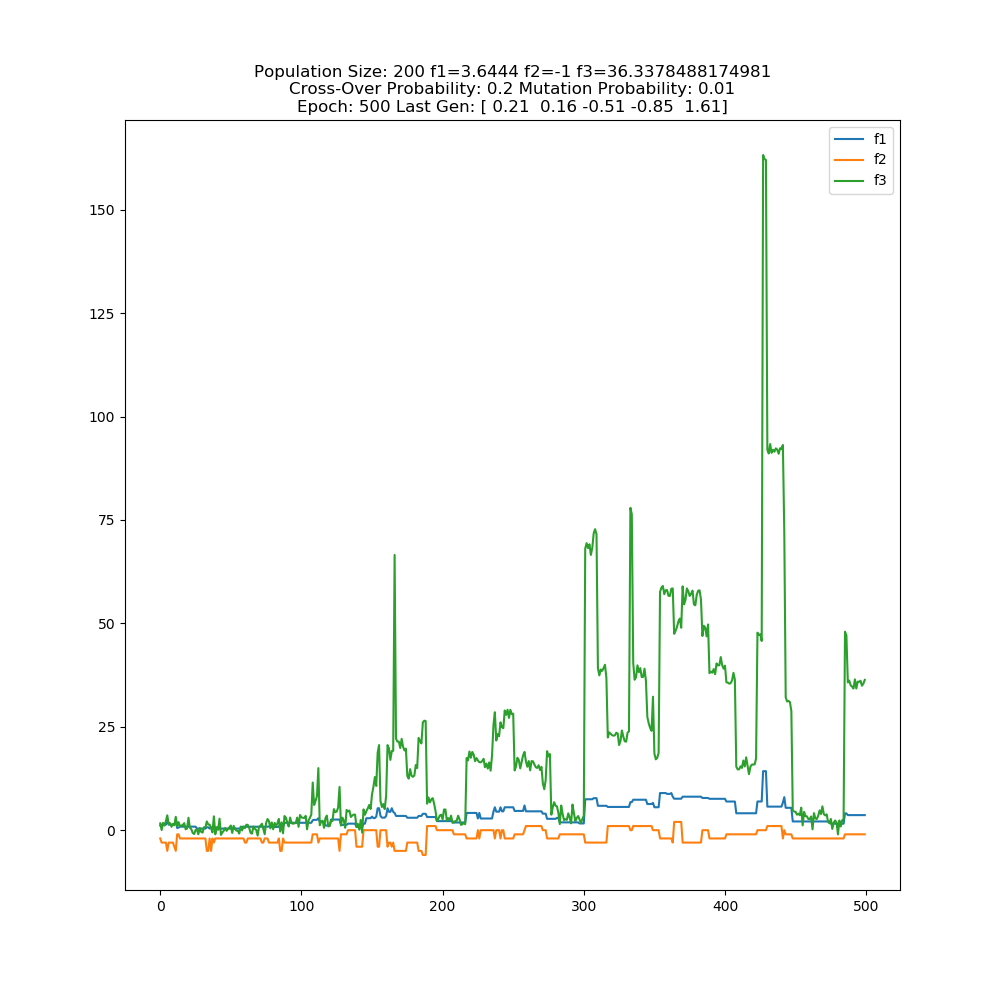 Population Size: 200 f1=3.6444 f2=-1 f3=36.3378488174981
Cross-Over Probability: 0.2 Mutation Probability: 0.01
Epoch: 500 Last Gen: [ 0.21  0.16 -0.51 -0.85  1.61]
f1
f2
f3
150
125
100
75
50
25
0
0 100 200 300 400 500